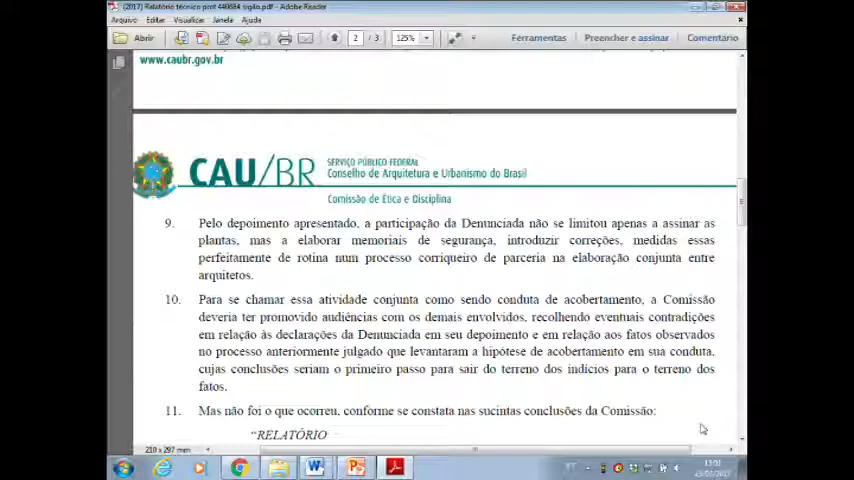 (2017) Relatório técnico prot 440684 sigilo.pdf - Adobe Reader
Arquivo Editar Visualizar Janela Ajuda
Abrir 2 / 3 125% Ferramentas Preencher e assinar Comentário
www.caubr.gov.br
CAU/BR
SERVIÇO PÚBLICO FEDERAL
Conselho de Arquitetura e Urbanismo do Brasil
Comissão de Ética e Disciplina
9. Pelo depoimento apresentado, a participação da Denunciada não se limitou apenas a assinar as
plantas, mas a elaborar memoriais de segurança, introduzir correções, medidas essas
perfeitamente de rotina num processo corriqueiro de parceria na elaboração conjunta entre
arquitetos.
10. Para se chamar essa atividade conjunta como sendo conduta de acobertamento, a Comissão
deveria ter promovido audiências com os demais envolvidos, recolhendo eventuais contradições
em relação às declarações da Denunciada em seu depoimento e em relação aos fatos observados
no processo anteriormente julgado que levantaram a hipótese de acobertamento em sua conduta,
cujas conclusões seriam o primeiro passo para sair do terreno dos indícios para o terreno dos
fatos.
11. Mas não foi o que ocorreu, conforme se constata nas sucintas conclusões da Comissão:
"RELATÓRIO
210 x 297 mm
PT